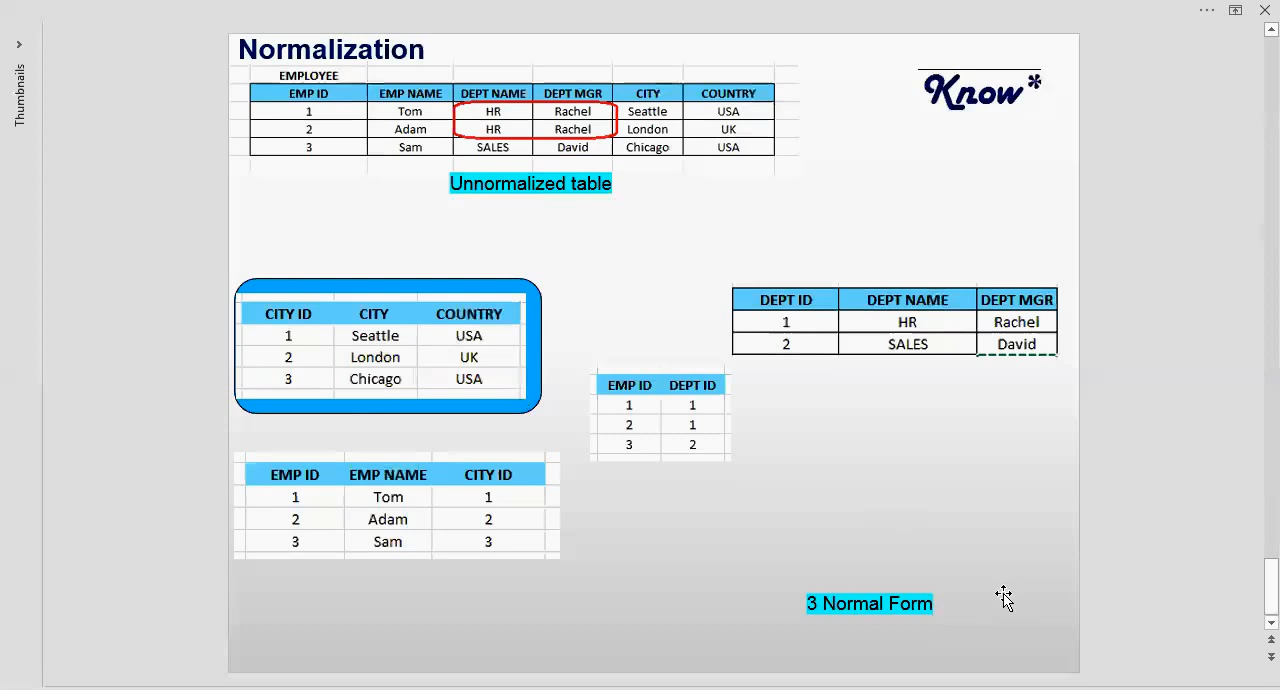 Thumbnails
Normalization
Know*
EMPLOYEE
EMP ID EMP NAME DEPT NAME DEPT MGR CITY COUNTRY
1 Tom HR Rachel Seattle USA
2 Adam HR Rachel London UK
3 Sam SALES David Chicago USA
Unnormalized table
CITY ID CITY COUNTRY
1 Seattle USA
2 London UK
3 Chicago USA
DEPT ID DEPT NAME DEPT MGR
1 HR Rachel
2 SALES David
EMP ID DEPT ID
1 1
2 1
3 2
EMP ID EMP NAME CITY ID
1 Tom 1
2 Adam 2
3 Sam 3
3 Normal Form